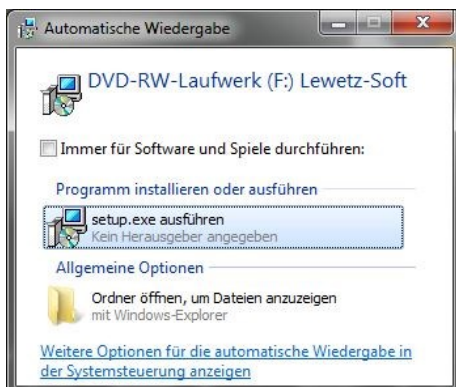 Automatische Wiedergabe
DVD-RW-Laufwerk (F:) Lewetz-Soft
Immer für Software und Spiele durchführen:
Programm installieren oder ausführen
setup.exe ausführen
Kein Herausgeber angegeben
Allgemeine Optionen
Ordner öffnen, um Dateien anzuzeigen
mit Windows-Explorer
Weitere Optionen für die automatische Wiedergabe in
der Systemsteuerung anzeigen